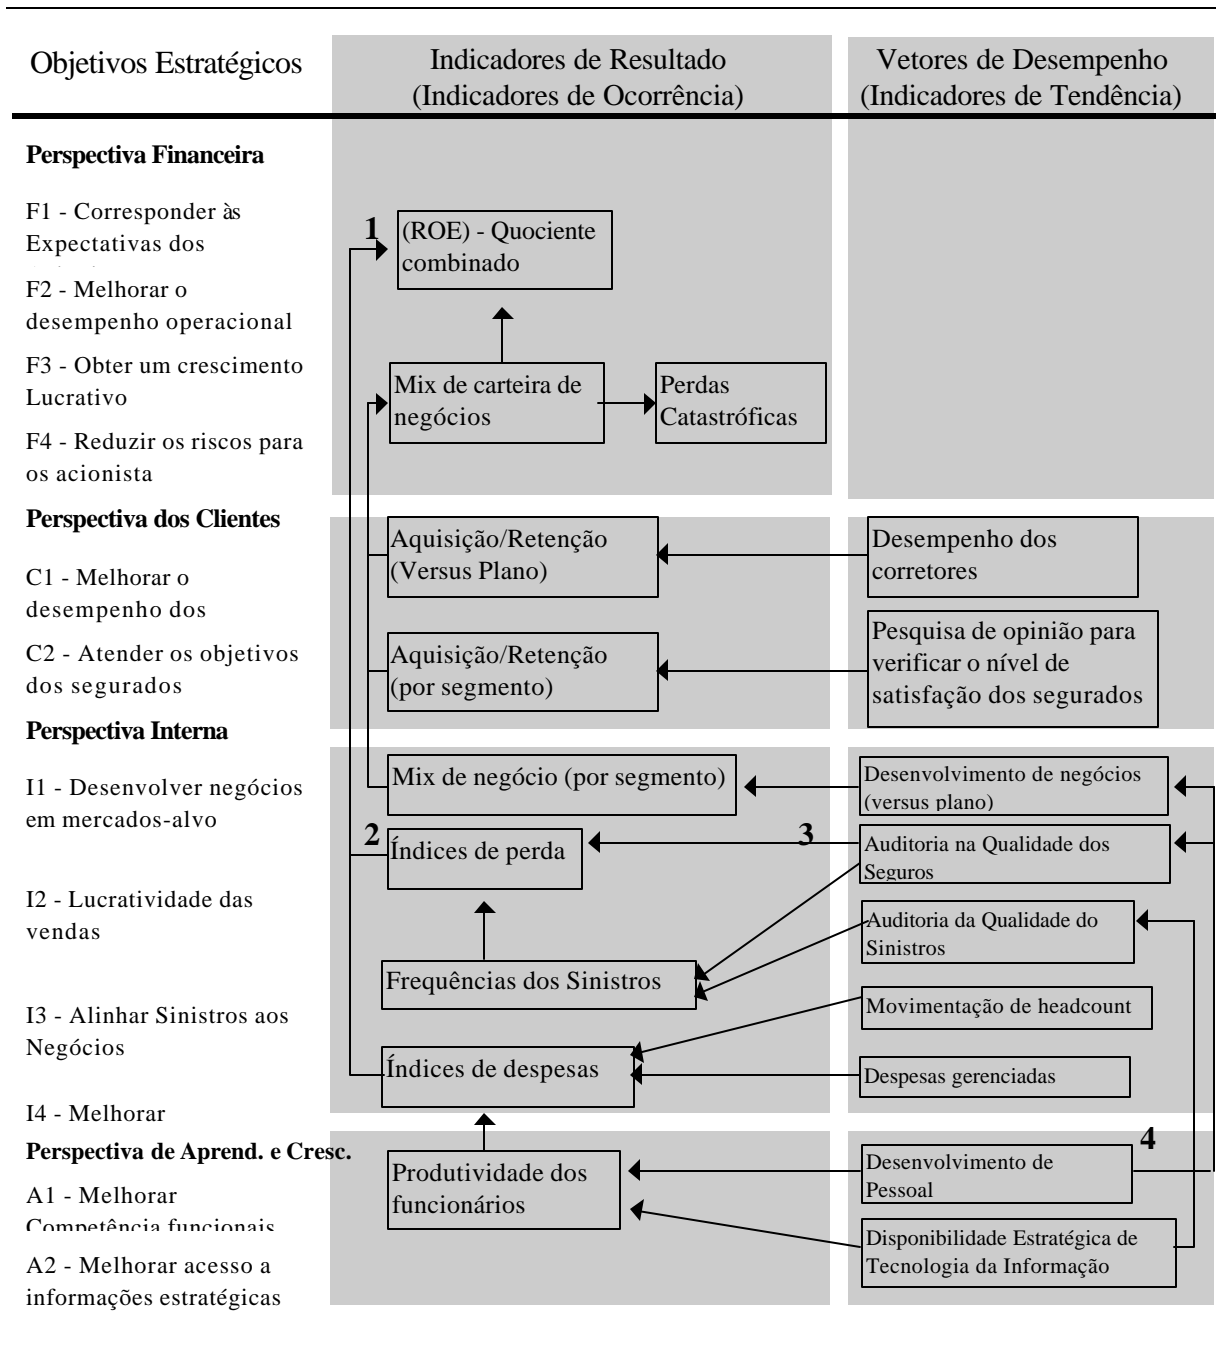 Objetivos Estratégicos
Indicadores de Resultado
(Indicadores de Ocorrência)
Vetores de Desempenho
(Indicadores de Tendência)
Perspectiva Financeira
F1 - Corresponder às
Expectativas dos
F2 - Melhorar o
desempenho operacional
F3 - Obter um crescimento
Lucrativo
F4 - Reduzir os riscos para
os acionista
1
(ROE) - Quociente
combinado
Mix de carteira de
negócios
Perdas
Catastróficas
Perspectiva dos Clientes
C1 - Melhorar o
desempenho dos
C2 - Atender os objetivos
dos segurados
Aquisição/Retenção
(Versus Plano)
Desempenho dos
corretores
Aquisição/Retenção
(por segmento)
Pesquisa de opinião para
verificar o nível de
satisfação dos segurados
Perspectiva Interna
I1 - Desenvolver negócios
em mercados-alvo
I2 - Lucratividade das
vendas
I3 - Alinhar Sinistros aos
Negócios
I4 - Melhorar
Mix de negócio (por segmento)
Desenvolvimento de negócios
(versus plano)
2
Índices de perda
3
Auditoria na Qualidade dos
Seguros
Auditoria da Qualidade do
Sinistros
Frequências dos Sinistros
Movimentação de headcount
Índices de despesas
Despesas gerenciadas
Perspectiva de Aprend. e Cresc.
A1 - Melhorar
Competência funcionais
A2 - Melhorar acesso a
informações estratégicas
Produtividade dos
funcionários
4
Desenvolvimento de
Pessoal
Disponibilidade Estratégica de
Tecnologia da Informação